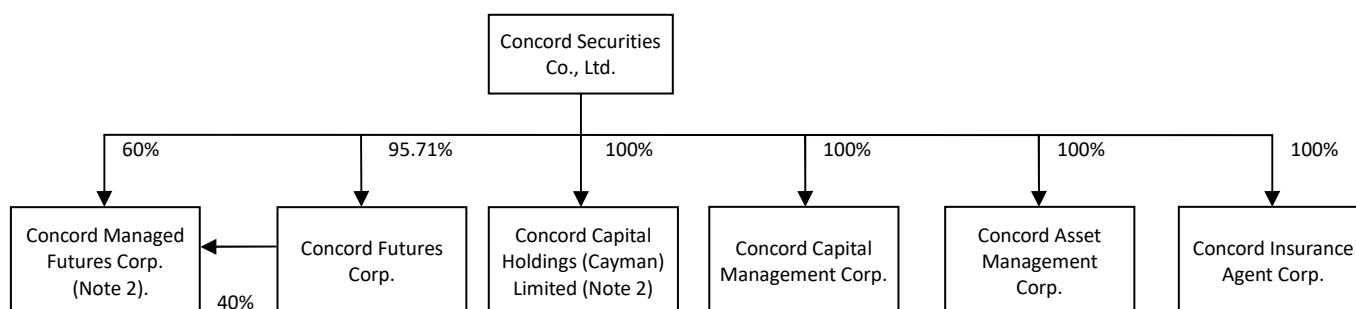 Concord Securities
Co., Ltd.
60%
95.71%
100%
100%
100%
100%
Concord Managed
Futures Corp.
(Note 2).
Concord Futures
Corp.
Concord Capital
Holdings (Cayman)
Limited (Note 2)
Concord Capital
Management Corp.
Concord Asset
Management
Corp.
Concord Insurance
Agent Corp.
40%